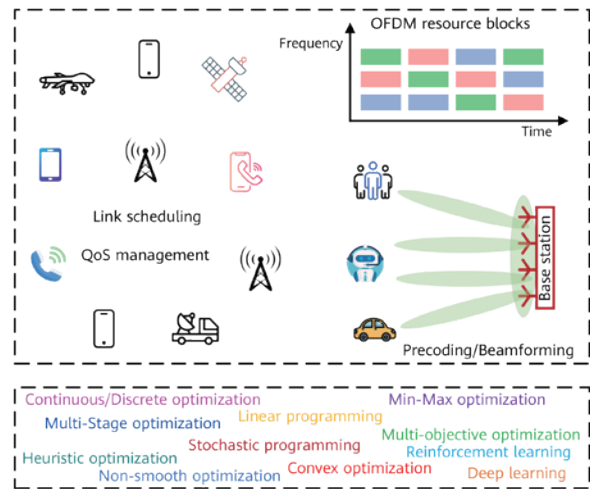 OFDM resource blocks
Frequency
Time
Link scheduling
QoS management
Base station
Precoding/Beamforming
Continuous/Discrete optimization
Min-Max optimization
Multi-Stage optimization
Linear programming
Stochastic programming
Multi-objective optimization
Heuristic optimization
Reinforcement learning
Non-smooth optimization
Convex optimization
Deep learning